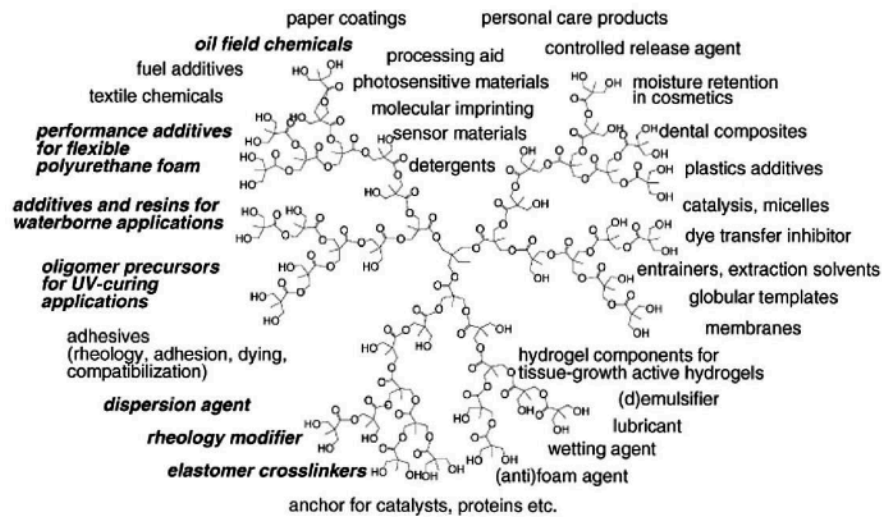 paper coatings
personal care products
oil field chemicals
processing aid
controlled release agent
fuel additives
photosensitive materials
moisture retention
in cosmetics
textile chemicals
molecular imprinting
performance additives
for flexible
polyurethane foam
sensor materials
dental composites
detergents
plastics additives
additives and resins for
waterborne applications
catalysis, micelles
dye transfer inhibitor
oligomer precursors
for UV-curing
applications
entrainers, extraction solvents
globular templates
membranes
adhesives
(rheology, adhesion, dying,
compatibilization)
hydrogel components for
tissue-growth active hydrogels
dispersion agent
(d)emulsifier
lubricant
rheology modifier
wetting agent
elastomer crosslinkers
(anti)foam agent
anchor for catalysts, proteins etc.